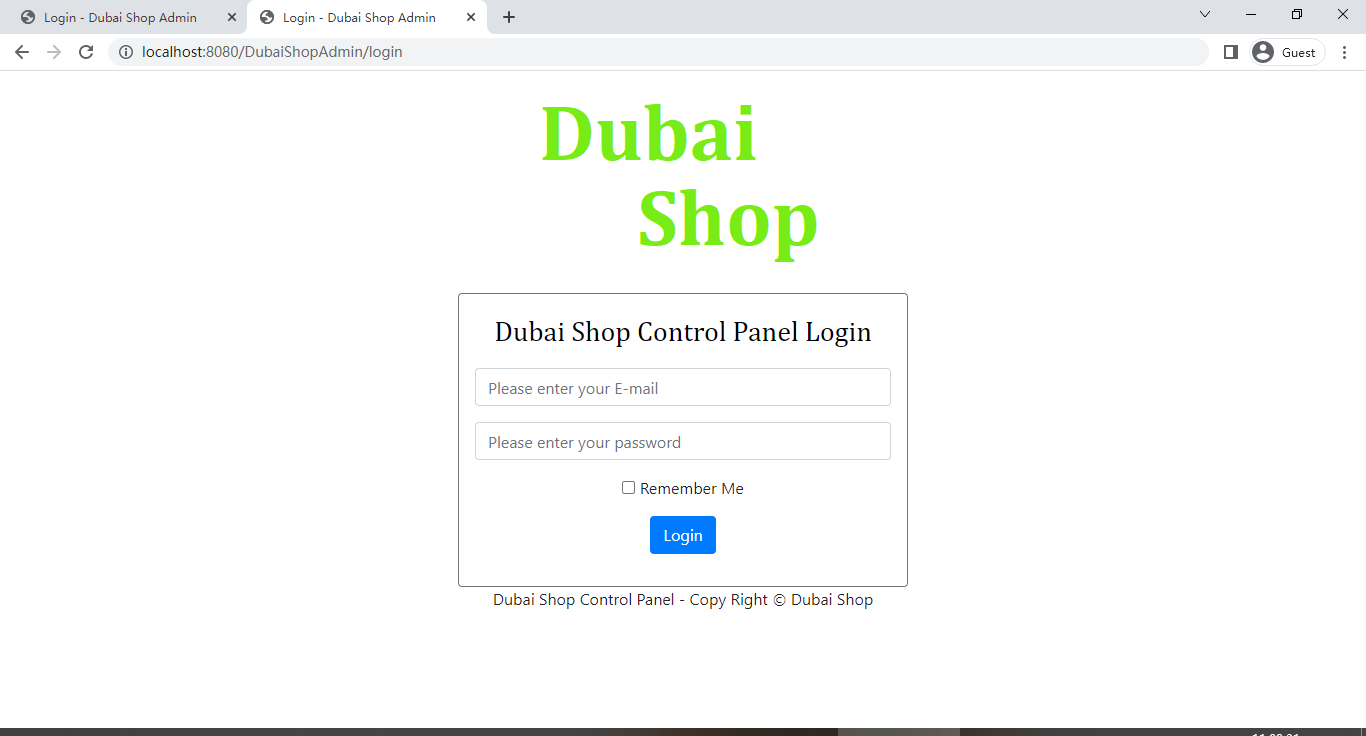 Login - Dubai Shop Admin
Login - Dubai Shop Admin
localhost:8080/DubaiShopAdmin/login
Guest
Dubai
Shop
Dubai Shop Control Panel Login
Please enter your E-mail
Please enter your password
Remember Me
Login
Dubai Shop Control Panel - Copy Right © Dubai Shop